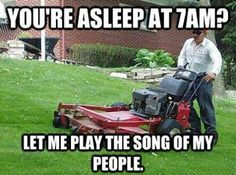 YOU'RE ASLEEP AT 7AM?
LET ME PLAY THE SONG OF MY
PEOPLE.